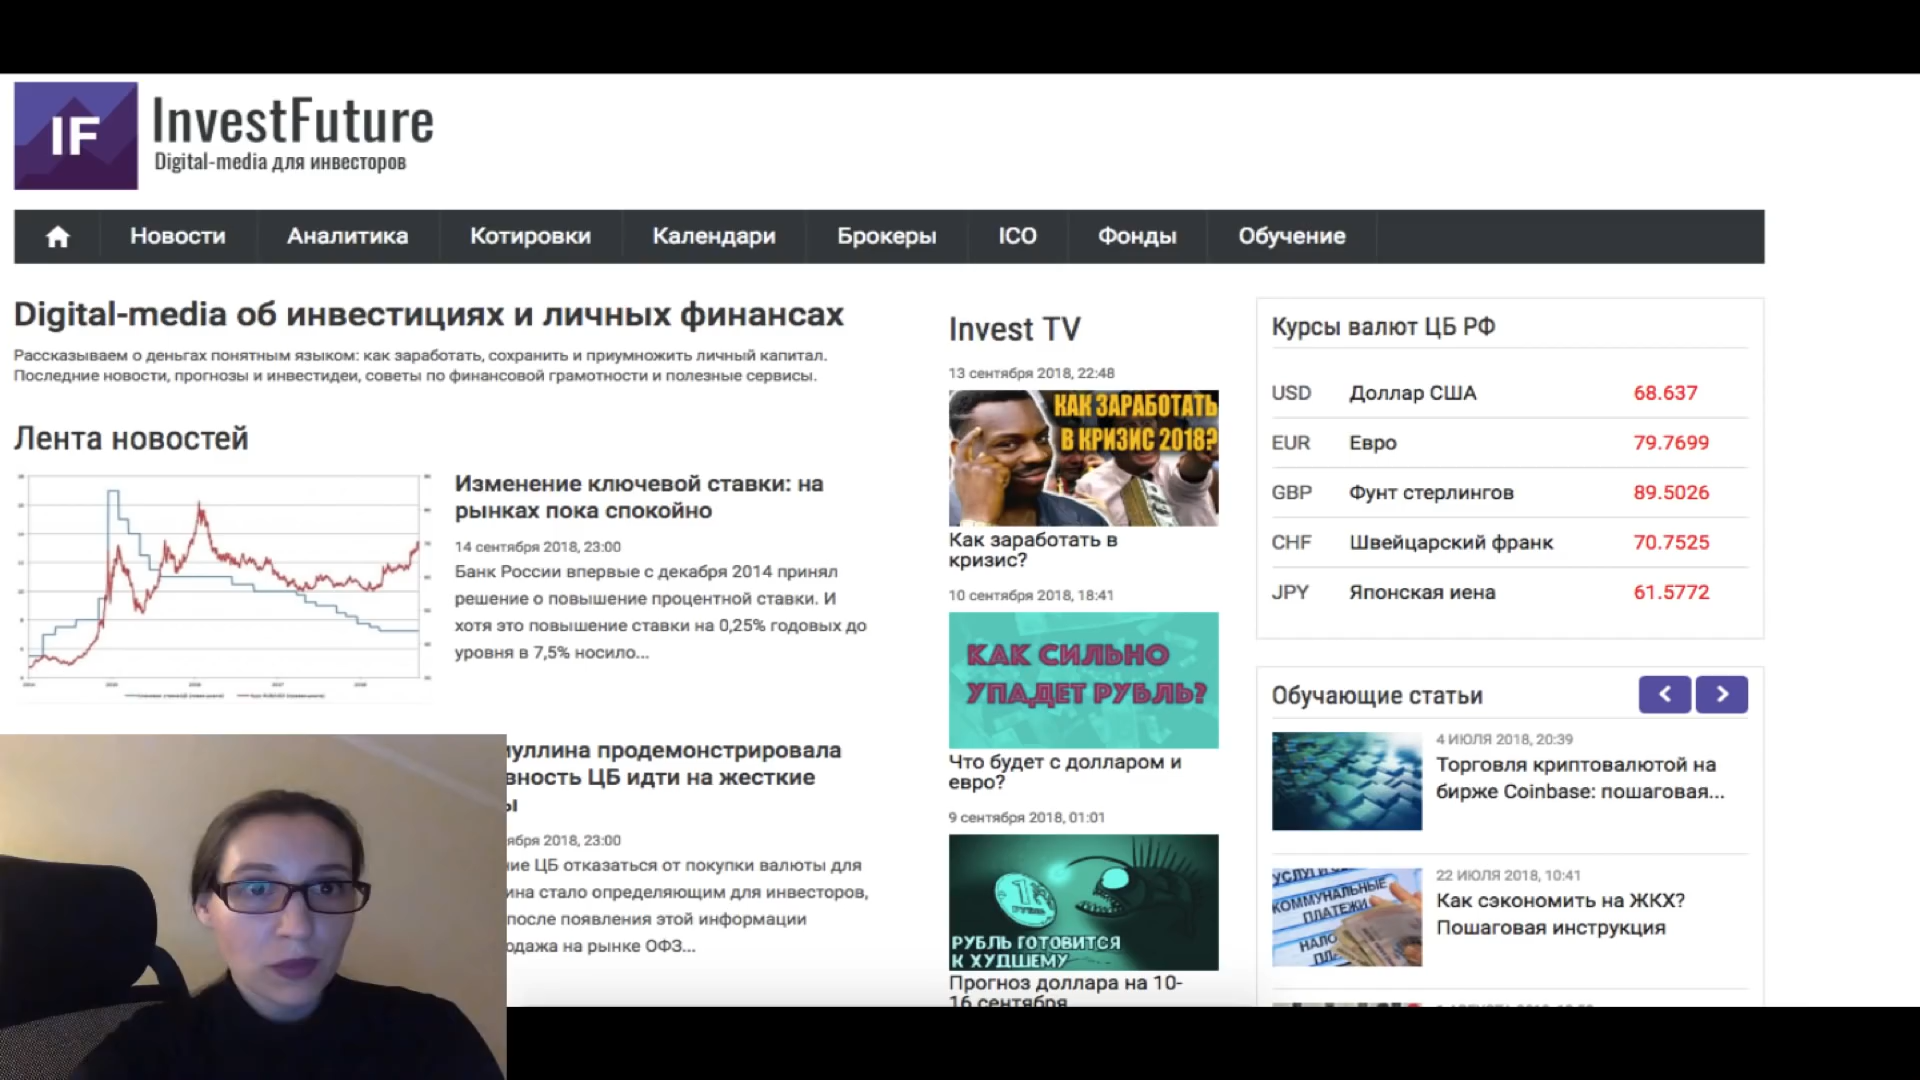 IF
InvestFuture
Digital-media для инвесторов
Новости
Аналитика
Котировки
Календари
Брокеры
ICO
Фонды
Обучение
Digital-media об инвестициях и личных финансах
Рассказываем о деньгах понятным языком: как заработать, сохранить и приумножить личный капитал.
Последние новости, прогнозы и инвестидеи, советы по финансовой грамотности и полезные сервисы.
Лента новостей
Изменение ключевой ставки: на
рынках пока спокойно
14 сентября 2018, 23:00
Банк России впервые с декабря 2014 принял
решение о повышение процентной ставки. И
хотя это повышение ставки на 0,25% годовых до
уровня в 7,5% носило...
уллина продемонстрировала
вность ЦБ идти на жесткие
ы
ября 2018, 23:00
ие ЦБ отказаться от покупки валюты для
ина стало определяющим для инвесторов,
после появления этой информации
одажа на рынке ОФЗ...
Invest TV
13 сентября 2018, 22:48
КАК ЗАРАБОТАТЬ
В КРИЗИС 2018?
Как заработать в
кризис?
10 сентября 2018, 18:41
КАК СИЛЬНО
УПАДЕТ РУБЛЬ?
Что будет с долларом и
евро?
9 сентября 2018, 01:01
РУБЛЬ ГОТОВИТСЯ
К ХУДШЕМУ
Прогноз доллара на 10-
16 сентября
Курсы валют ЦБ РФ
USD Доллар США 68.637
EUR Евро 79.7699
GBP Фунт стерлингов 89.5026
CHF Швейцарский франк 70.7525
JPY Японская иена 61.5772
Обучающие статьи
4 ИЮЛЯ 2018, 20:39
Торговля криптовалютой на
бирже Coinbase: пошаговая...
КОММУНАЛЬНЫЕ
ПЛАТЕЖИ
22 ИЮЛЯ 2018, 10:41
Как сэкономить на ЖКХ?
Пошаговая инструкция